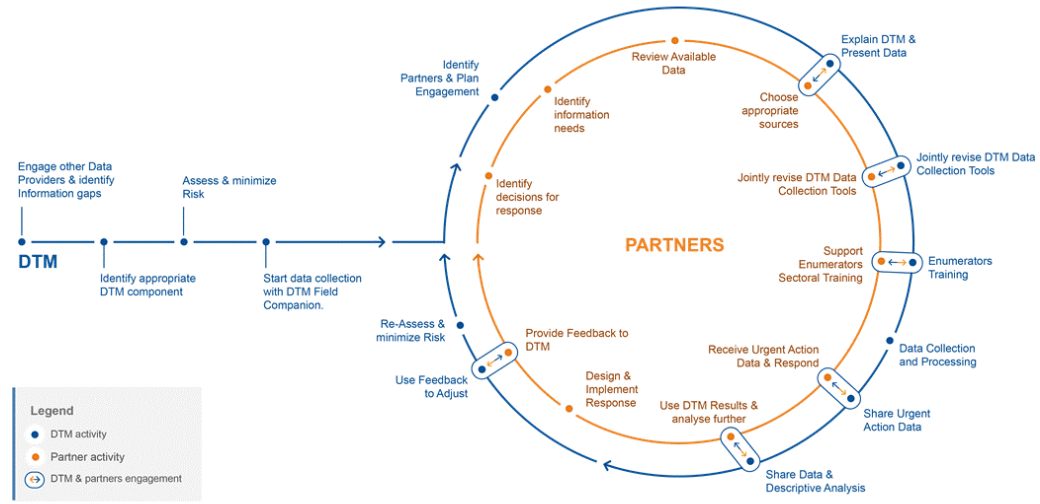 Engage other Data
Providers & identify
Information gaps
Assess & minimize
Risk
DTM
Identify appropriate
DTM component
Start data collection
with DTM Field
Companion.
Identify
Partners & Plan
Engagement
Review Available
Data
Explain DTM &
Present Data
Identify
information
needs
Choose
appropriate
sources
Identify
decisions for
response
Jointly revise DTM Data
Collection Tools
Jointly revise DTM Data
Collection Tools
PARTNERS
Support
Enumerators
Sectoral Training
Enumerators
Training
Re-Assess &
minimize Risk
Provide Feedback to
DTM
Use Feedback
to Adjust
Receive Urgent Action
Data & Respond
Data Collection
and Processing
Design &
Implement
Response
Use DTM Results &
analyse further
Share Urgent
Action Data
Share Data &
Descriptive Analysis
Legend
DTM activity
Partner activity
DTM & partners engagement